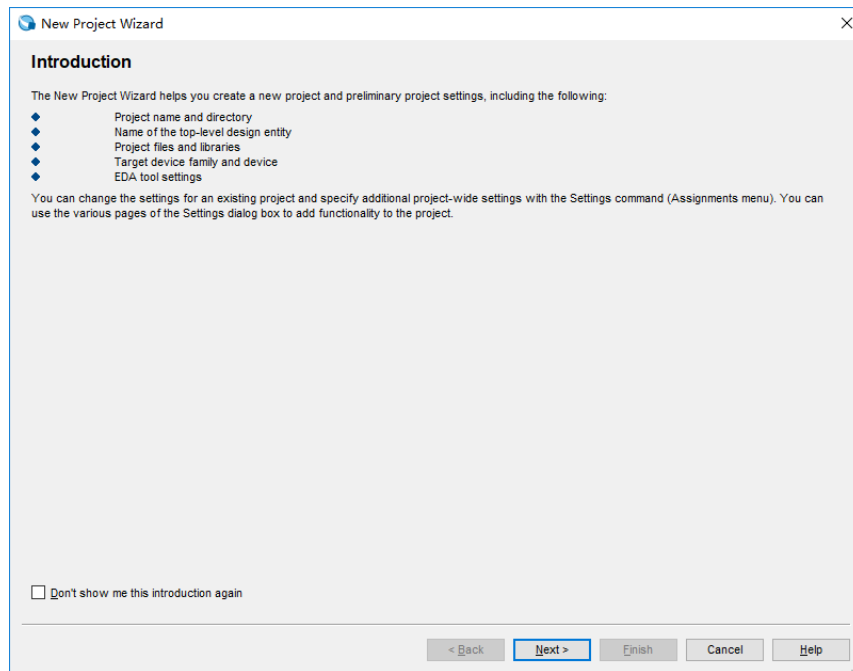 New Project Wizard
Introduction
The New Project Wizard helps you create a new project and preliminary project settings, including the following:
Project name and directory
Name of the top-level design entity
Project files and libraries
Target device family and device
EDA tool settings
You can change the settings for an existing project and specify additional project-wide settings with the Settings command (Assignments menu). You can
use the various pages of the Settings dialog box to add functionality to the project.
Don't show me this introduction again
< Back Next > Finish Cancel Help